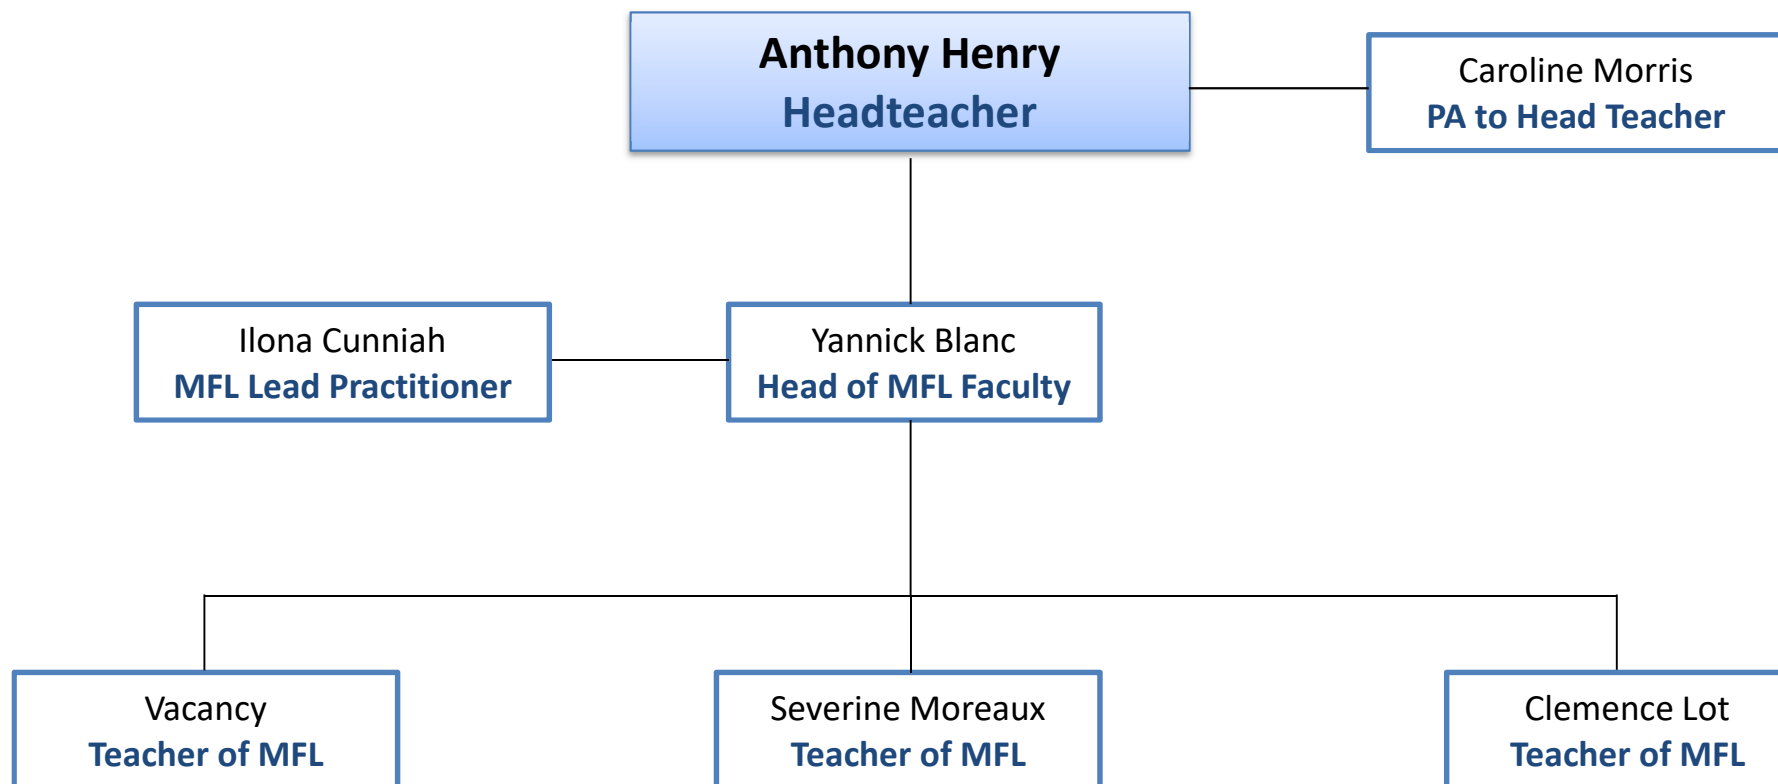 Anthony Henry
Headteacher
Caroline Morris
PA to Head Teacher
Ilona Cunniah
MFL Lead Practitioner
Yannick Blanc
Head of MFL Faculty
Vacancy
Teacher of MFL
Severine Moreaux
Teacher of MFL
Clemence Lot
Teacher of MFL